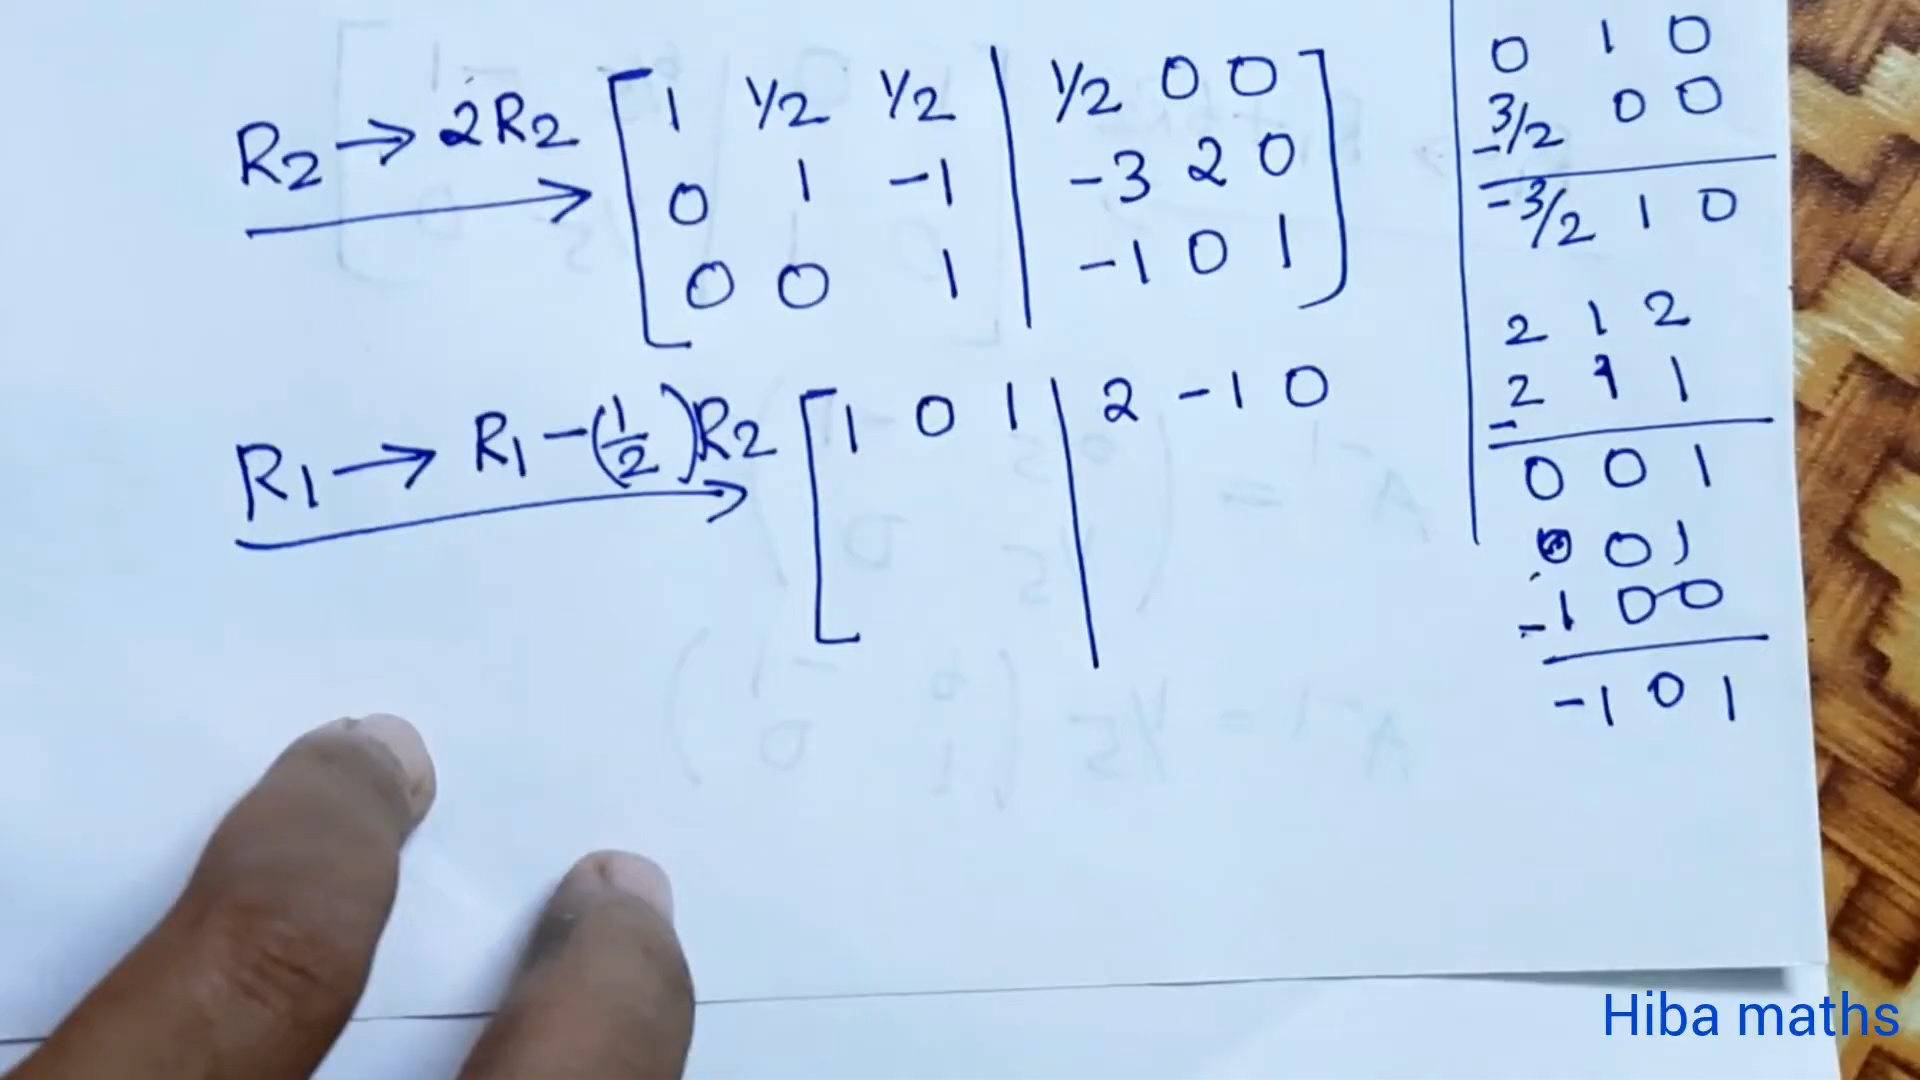 R2 → 2R2 [ 1 1/2 1/2 | 1/2 0 0 ]
0 1 -1 | -3 2 0
0 0 1 | -1 0 1
R1 → R1 - (1/2)R2 [ 1 0 1 | 2 -1 0
0 1 0
-3/2 0 0
-3/2 1 0
2 1 2
-2 1 1
0 0 1
0 0 1
-1 0 0
-1 0 1
Hiba maths